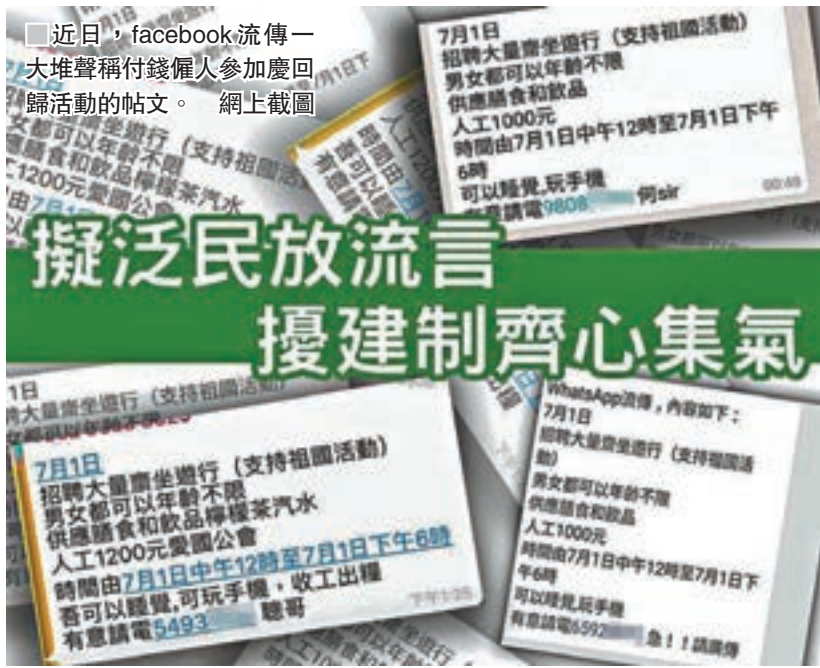 □近日，facebook流傳一
大堆聲稱付錢僱人參加慶回
歸活動的帖文。 網上截圖
7月1日
招聘大量齋坐遊行（支持祖國活動）
男女都可以年齡不限
供應膳食和飲品
人工1000元
時間由7月1日中午12時至7月1日下午
6時
可以睡覺,玩手機
有意請電9808 何sir
00:48
擬泛民放流言
擾建制齊心集氣
7月1日
招聘大量齋坐遊行（支持祖國活動）
男女都可以年齡不限
供應膳食和飲品檸檬茶汽水
人工1200元愛國公會
時間由7月1日中午12時至7月1日下午6時
吾可以睡覺,可玩手機，收工出糧
有意請電5493 聰哥
WhatsApp流傳，內容如下：
7月1日
招聘大量齋坐遊行（支持祖國活
動）
男女都可以年齡不限
供應膳食和飲品
人工1000元
時間由7月1日中午12時至7月1日下
午6時
可以睡覺,玩手機
有意請電6592 急！！請廣傳